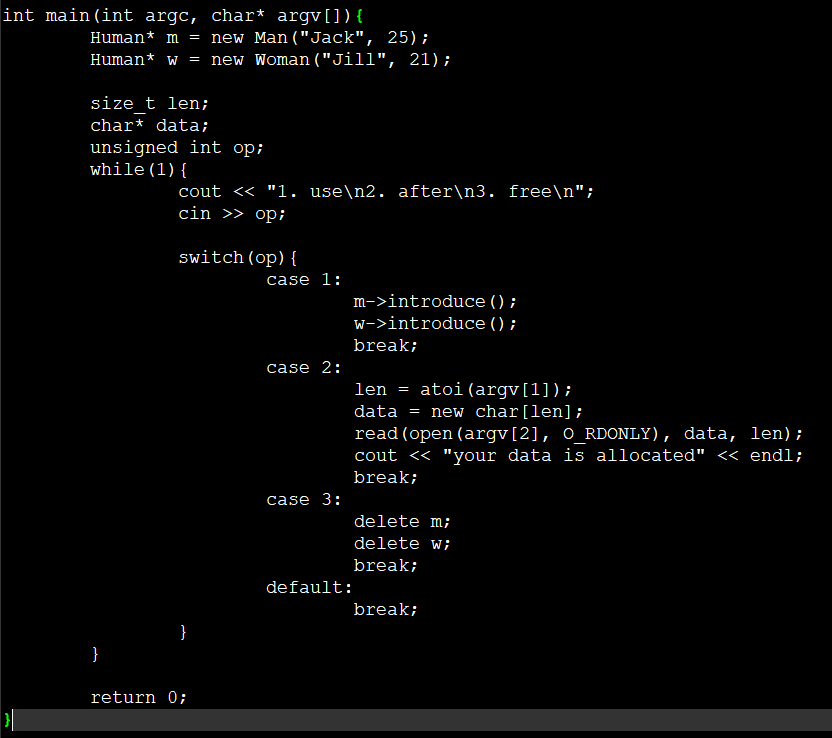 int main(int argc, char* argv[]){
        Human* m = new Man("Jack", 25);
        Human* w = new Woman("Jill", 21);

        size_t len;
        char* data;
        unsigned int op;
        while(1){
                cout << "1. use\n2. after\n3. free\n";
                cin >> op;

                switch(op){
                        case 1:
                                m->introduce();
                                w->introduce();
                                break;
                        case 2:
                                len = atoi(argv[1]);
                                data = new char[len];
                                read(open(argv[2], O_RDONLY), data, len);
                                cout << "your data is allocated" << endl;
                                break;
                        case 3:
                                delete m;
                                delete w;
                                break;
                        default:
                                break;
                }
        }

        return 0;
}